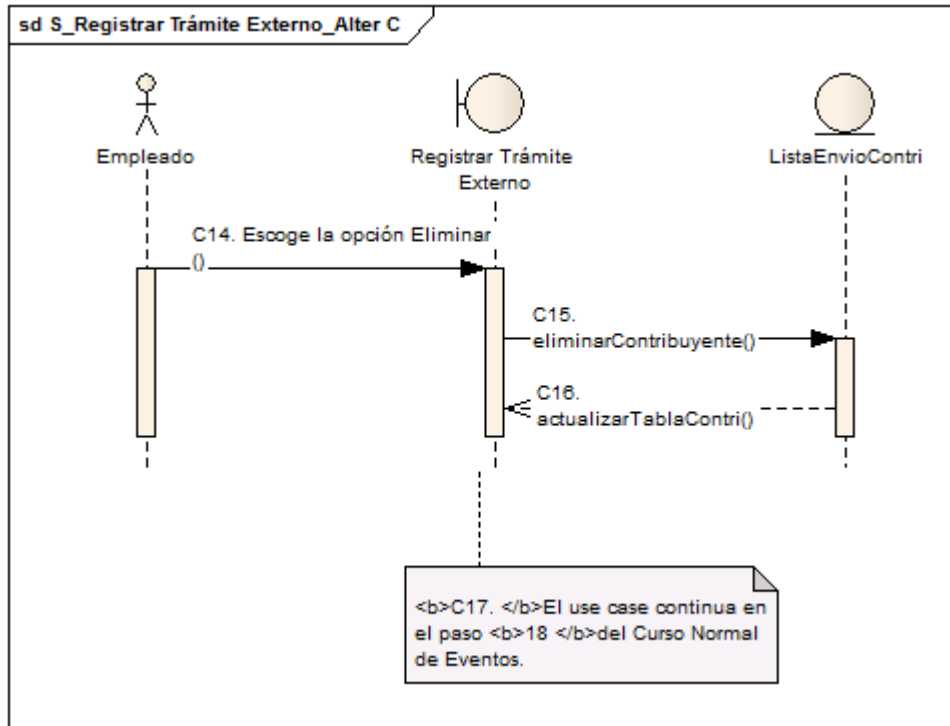 sd S_Registrar Trámite Externo_Alter C
Empleado
Registrar Trámite
Externo
ListaEnvioContri
C14. Escoge la opción Eliminar
()
C15.
eliminarContribuyente()
C16.
actualizarTablaContri()
<b>C17. </b>El use case continua en
el paso <b>18 </b>del Curso Normal
de Eventos.